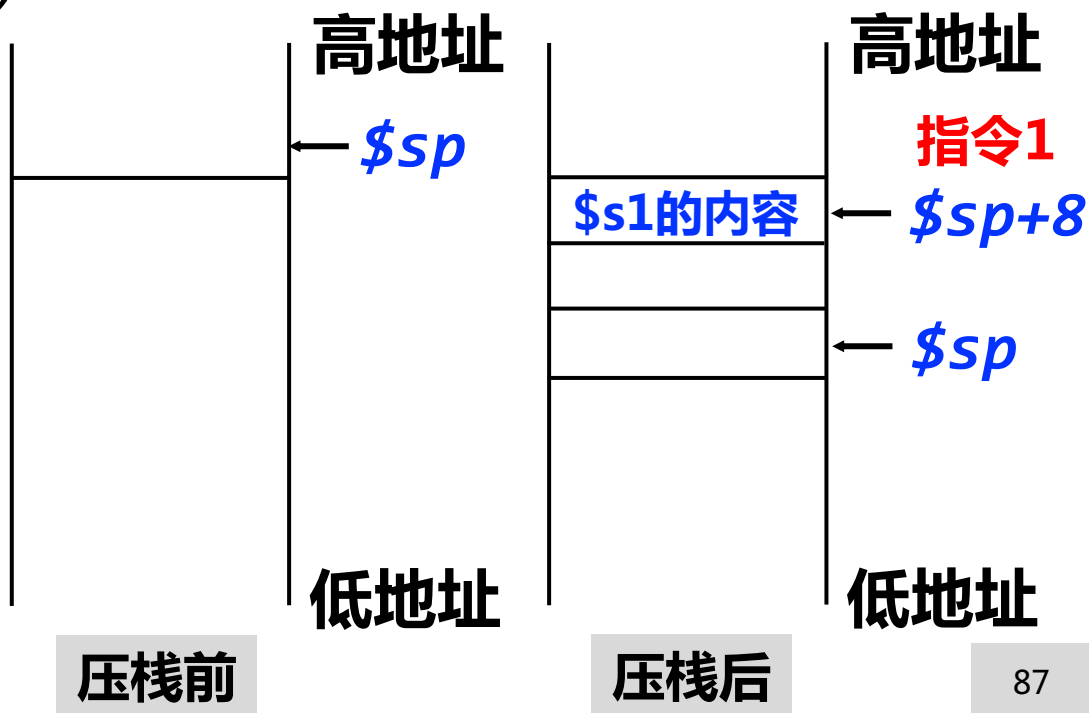 高地址
$sp
低地址
压栈前
高地址
指令1
$s1的内容
$sp+8
$sp
低地址
压栈后
87